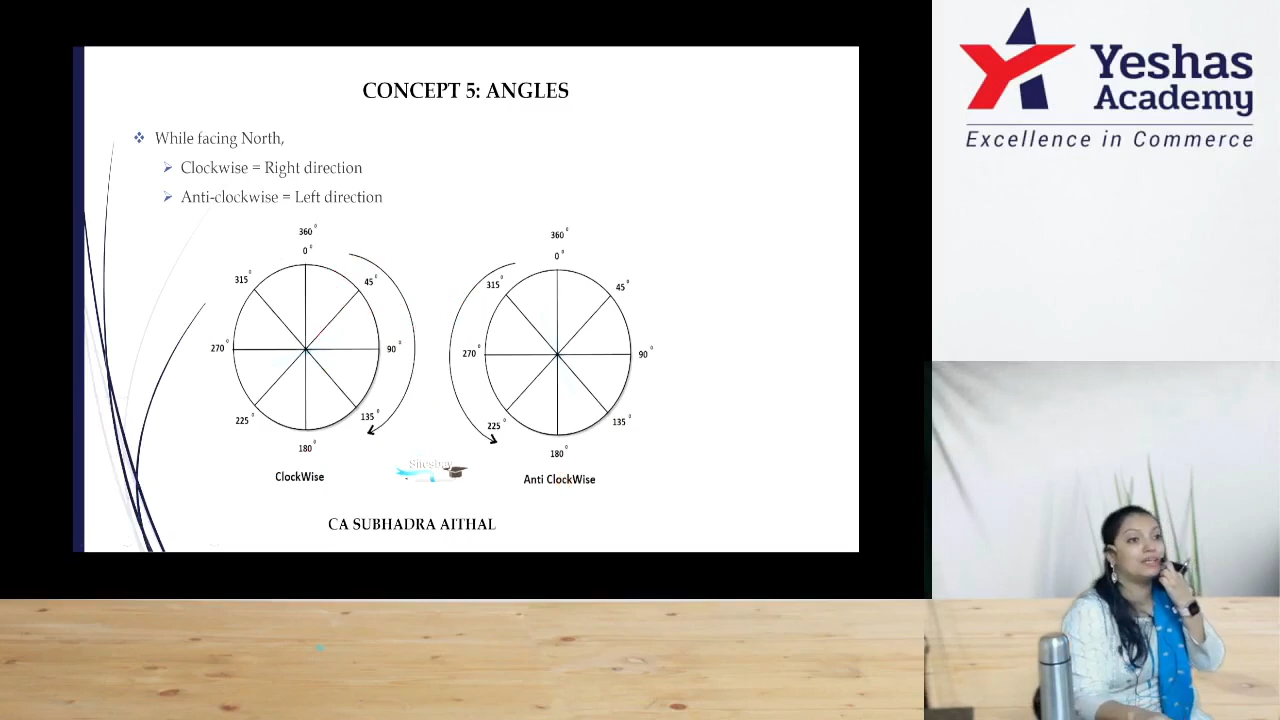 CONCEPT 5: ANGLES
While facing North,
Clockwise = Right direction
Anti-clockwise = Left direction
360°
0°
315°
45°
270°
90°
225°
135°
180°
ClockWise
360°
0°
315°
45°
270°
90°
225°
135°
180°
Anti ClockWise
Sitesbay
CA SUBHADRA AITHAL
Yeshas
Academy
Excellence in Commerce